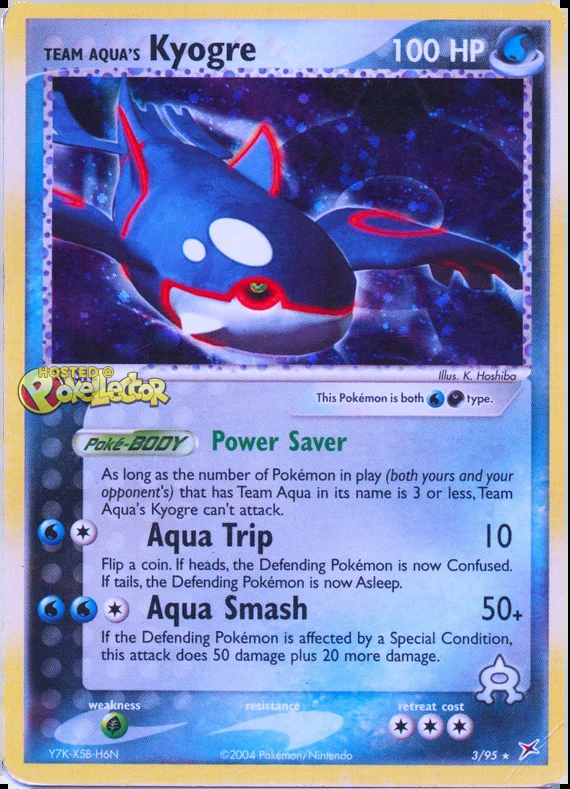 TEAM AQUA'S Kyogre 100 HP
HOSTED @
PokéLector
Illus. K. Hoshiba
This Pokémon is both type.
Poké-BODY Power Saver
As long as the number of Pokémon in play (both yours and your
opponent's) that has Team Aqua in its name is 3 or less, Team
Aqua's Kyogre can't attack.
Aqua Trip 10
Flip a coin. If heads, the Defending Pokémon is now Confused.
If tails, the Defending Pokémon is now Asleep.
Aqua Smash 50+
If the Defending Pokémon is affected by a Special Condition,
this attack does 50 damage plus 20 more damage.
weakness resistance retreat cost
Y7K-X5B-H6N ©2004 Pokémon/Nintendo 3/95 ★